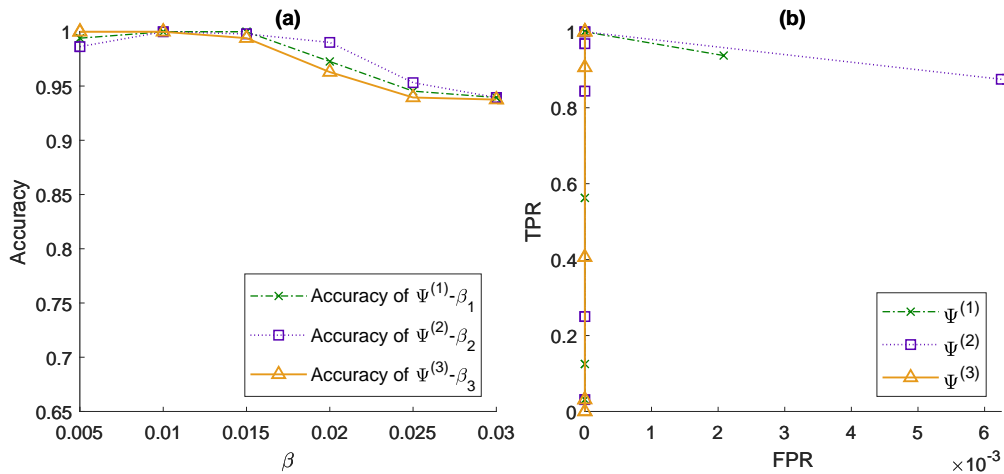 (a)
1
0.95
0.9
0.85
0.8
0.75
0.7
0.65
Accuracy
0.005 0.01 0.015 0.02 0.025 0.03
β
Accuracy of Ψ(1)-β1
Accuracy of Ψ(2)-β2
Accuracy of Ψ(3)-β3
(b)
1
0.8
0.6
0.4
0.2
0
TPR
0 1 2 3 4 5 6
FPR
×10-3
Ψ(1)
Ψ(2)
Ψ(3)